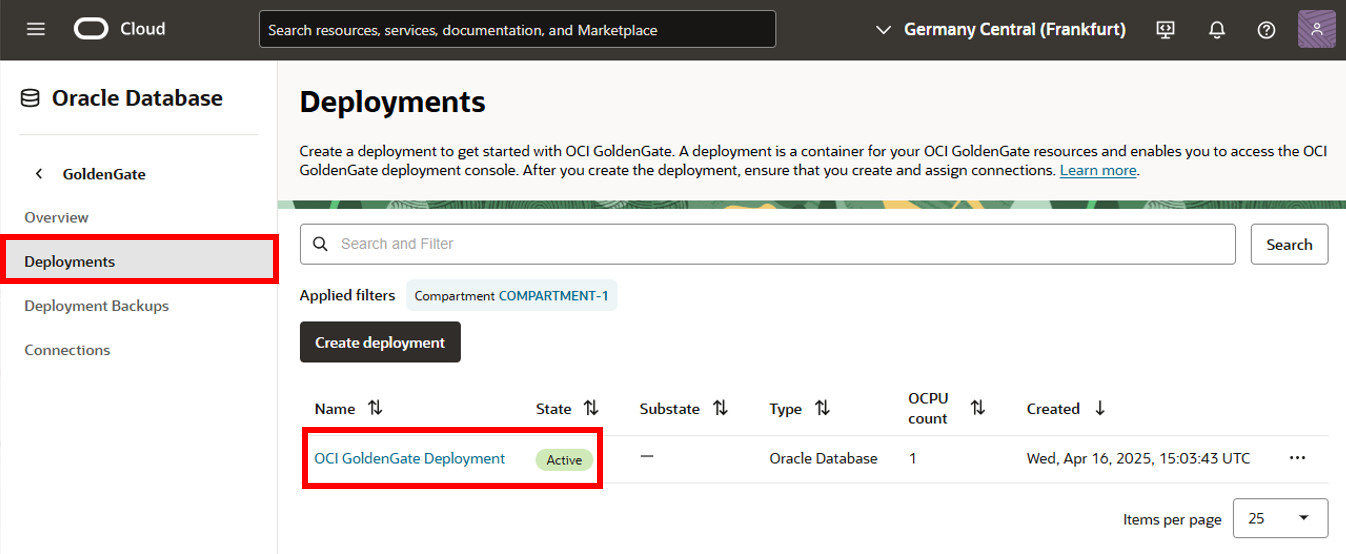 Cloud
Search resources, services, documentation, and Marketplace
Germany Central (Frankfurt)
Oracle Database
GoldenGate
Overview
Deployments
Deployment Backups
Connections
Deployments
Create a deployment to get started with OCI GoldenGate. A deployment is a container for your OCI GoldenGate resources and enables you to access the OCI
GoldenGate deployment console. After you create the deployment, ensure that you create and assign connections. Learn more.
Search and Filter
Search
Applied filters Compartment COMPARTMENT-1
Create deployment
Name State Substate Type OCPU count Created
OCI GoldenGate Deployment Active — Oracle Database 1 Wed, Apr 16, 2025, 15:03:43 UTC
Items per page 25